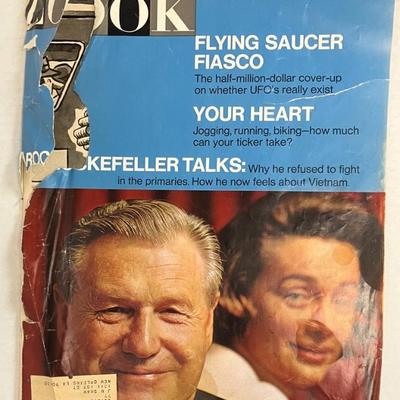 LOOK
FLYING SAUCER
FIASCO
The half-million-dollar cover-up
on whether UFO's really exist
YOUR HEART
Jogging, running, biking—how much
can your ticker take?
ROCKEFELLER TALKS: Why he refused to fight
in the primaries. How he now feels about Vietnam.